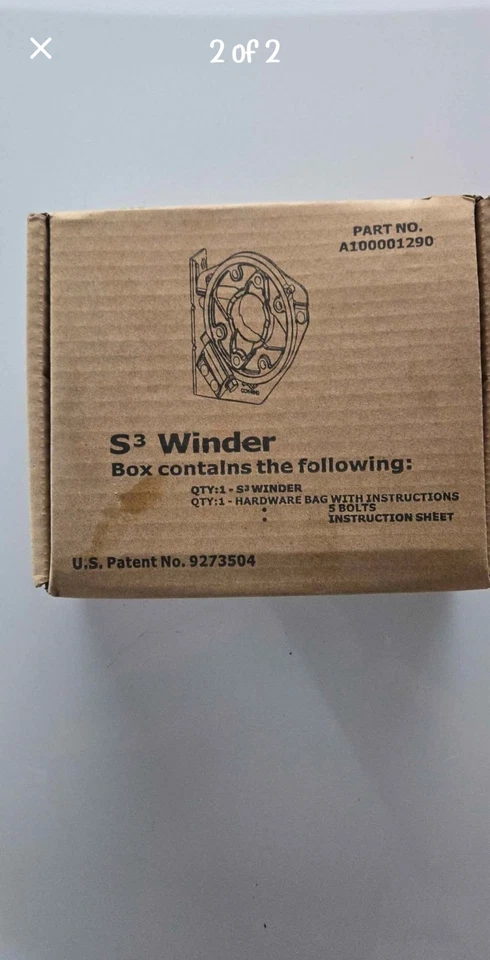 2 of 2
PART NO.
A100001290
S³ Winder
Box contains the following:
QTY:1 - S³ WINDER
QTY:1 - HARDWARE BAG WITH INSTRUCTIONS
: 5 BOLTS
: INSTRUCTION SHEET
U.S. Patent No. 9273504